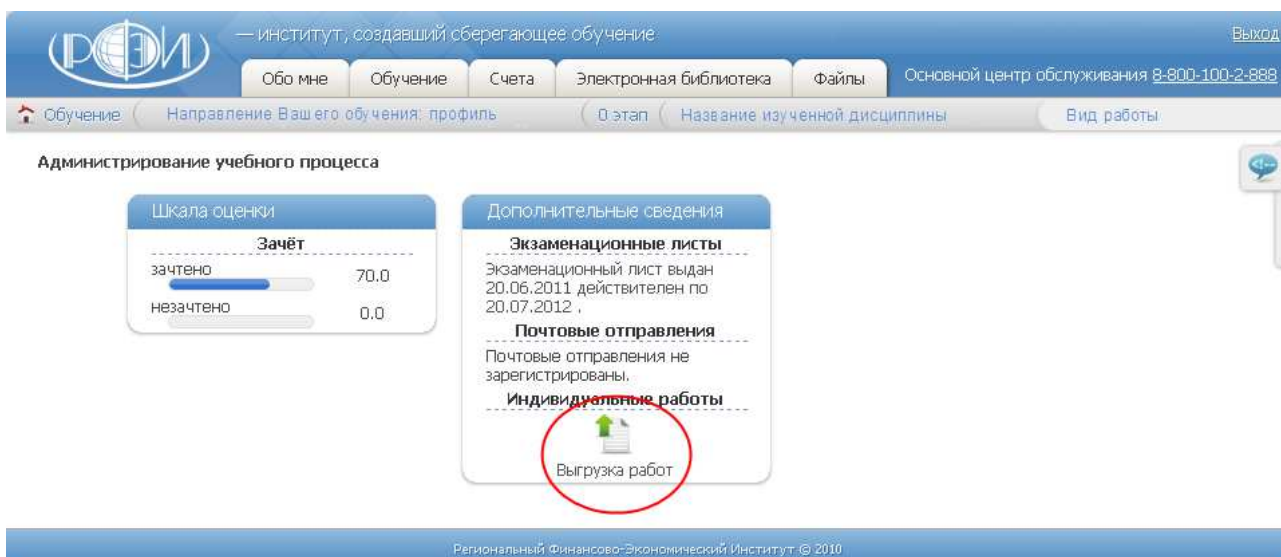 РФЭИ
— институт, создавший сберегающее обучение
Выход
Обо мне
Обучение
Счета
Электронная библиотека
Файлы
Основной центр обслуживания 8-800-100-2-888
Обучение
Направление Вашего обучения: профиль
0 этап
Название изученной дисциплины
Вид работы
Администрирование учебного процесса
Шкала оценки
Зачёт
зачтено 70.0
незачтено 0.0
Дополнительные сведения
Экзаменационные листы
Экзаменационный лист выдан
20.06.2011 действителен по
20.07.2012 .
Почтовые отправления
Почтовые отправления не
зарегистрированы.
Индивидуальные работы
Выгрузка работ
Региональный Финансово-Экономический Институт © 2010